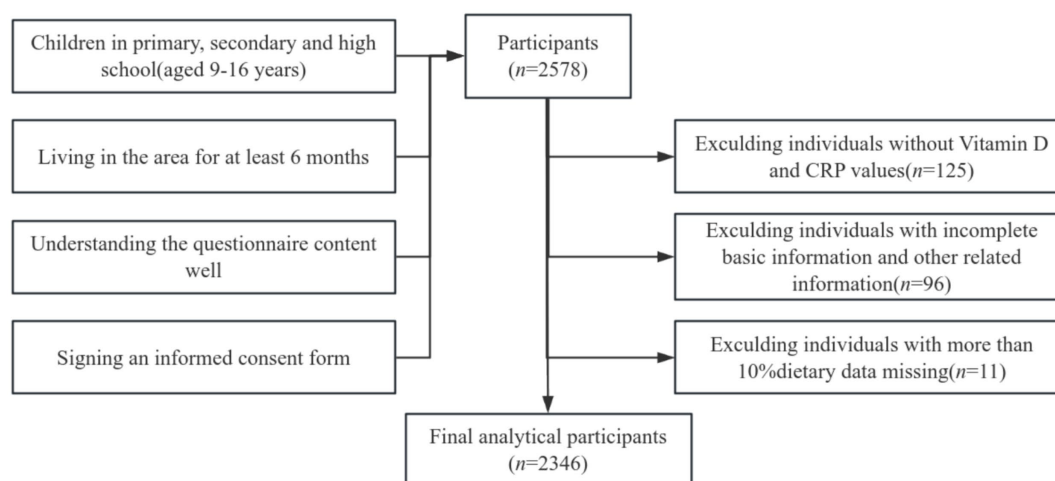 Children in primary, secondary and high
school(aged 9-16 years)
Living in the area for at least 6 months
Understanding the questionnaire content
well
Signing an informed consent form
Participants
(n=2578)
Exculding individuals without Vitamin D
and CRP values(n=125)
Exculding individuals with incomplete
basic information and other related
information(n=96)
Exculding individuals with more than
10%dietary data missing(n=11)
Final analytical participants
(n=2346)